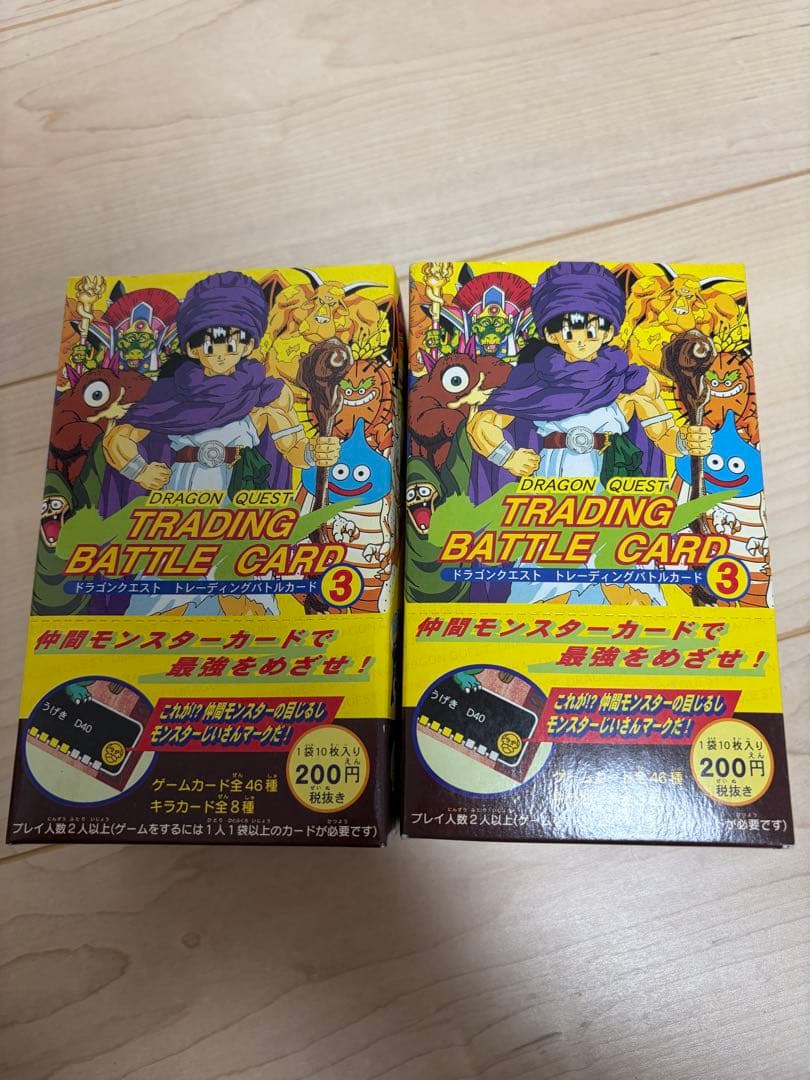 DRAGON QUEST
TRADING
BATTLE CARD
ドラゴンクエスト トレーディングバトルカード
3
仲間モンスターカードで
最強をめざせ!
これが!? 仲間モンスターの目じるし
モンスターじいさんマークだ!
うげき D40
1袋10枚入り
200円
税抜き
ゲームカード全46種
キラカード全8種
プレイ人数2人以上(ゲームをするには1人1袋以上のカードが必要です)
DRAGON QUEST
TRADING
BATTLE CARD
ドラゴンクエスト トレーディングバトルカード
3
仲間モンスターカードで
最強をめざせ!
これが!? 仲間モンスターの目じるし
モンスターじいさんマークだ!
うげき D40
1袋10枚入り
200円
税抜き
ゲームカード全46種
プレイ人数2人以上(ゲーム
が必要です)